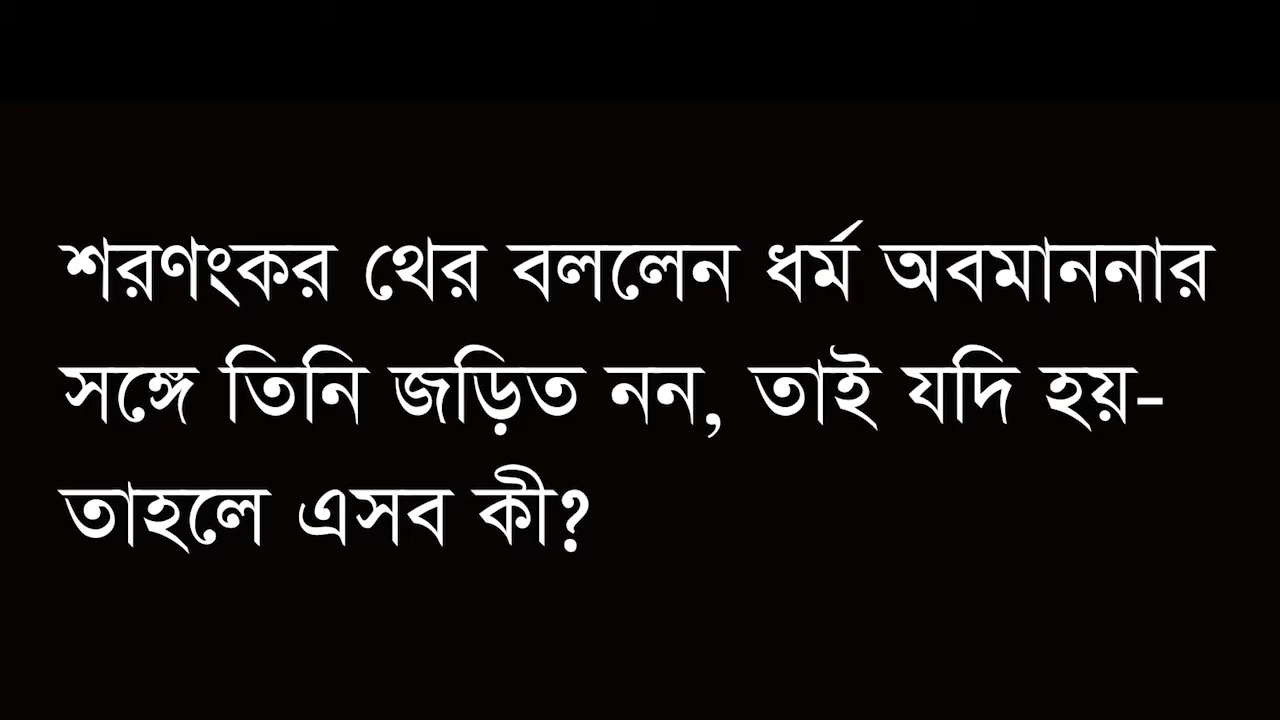 শরণংকর থের বললেন ধর্ম অবমাননার
সঙ্গে তিনি জড়িত নন, তাই যদি হয়-
তাহলে এসব কী?